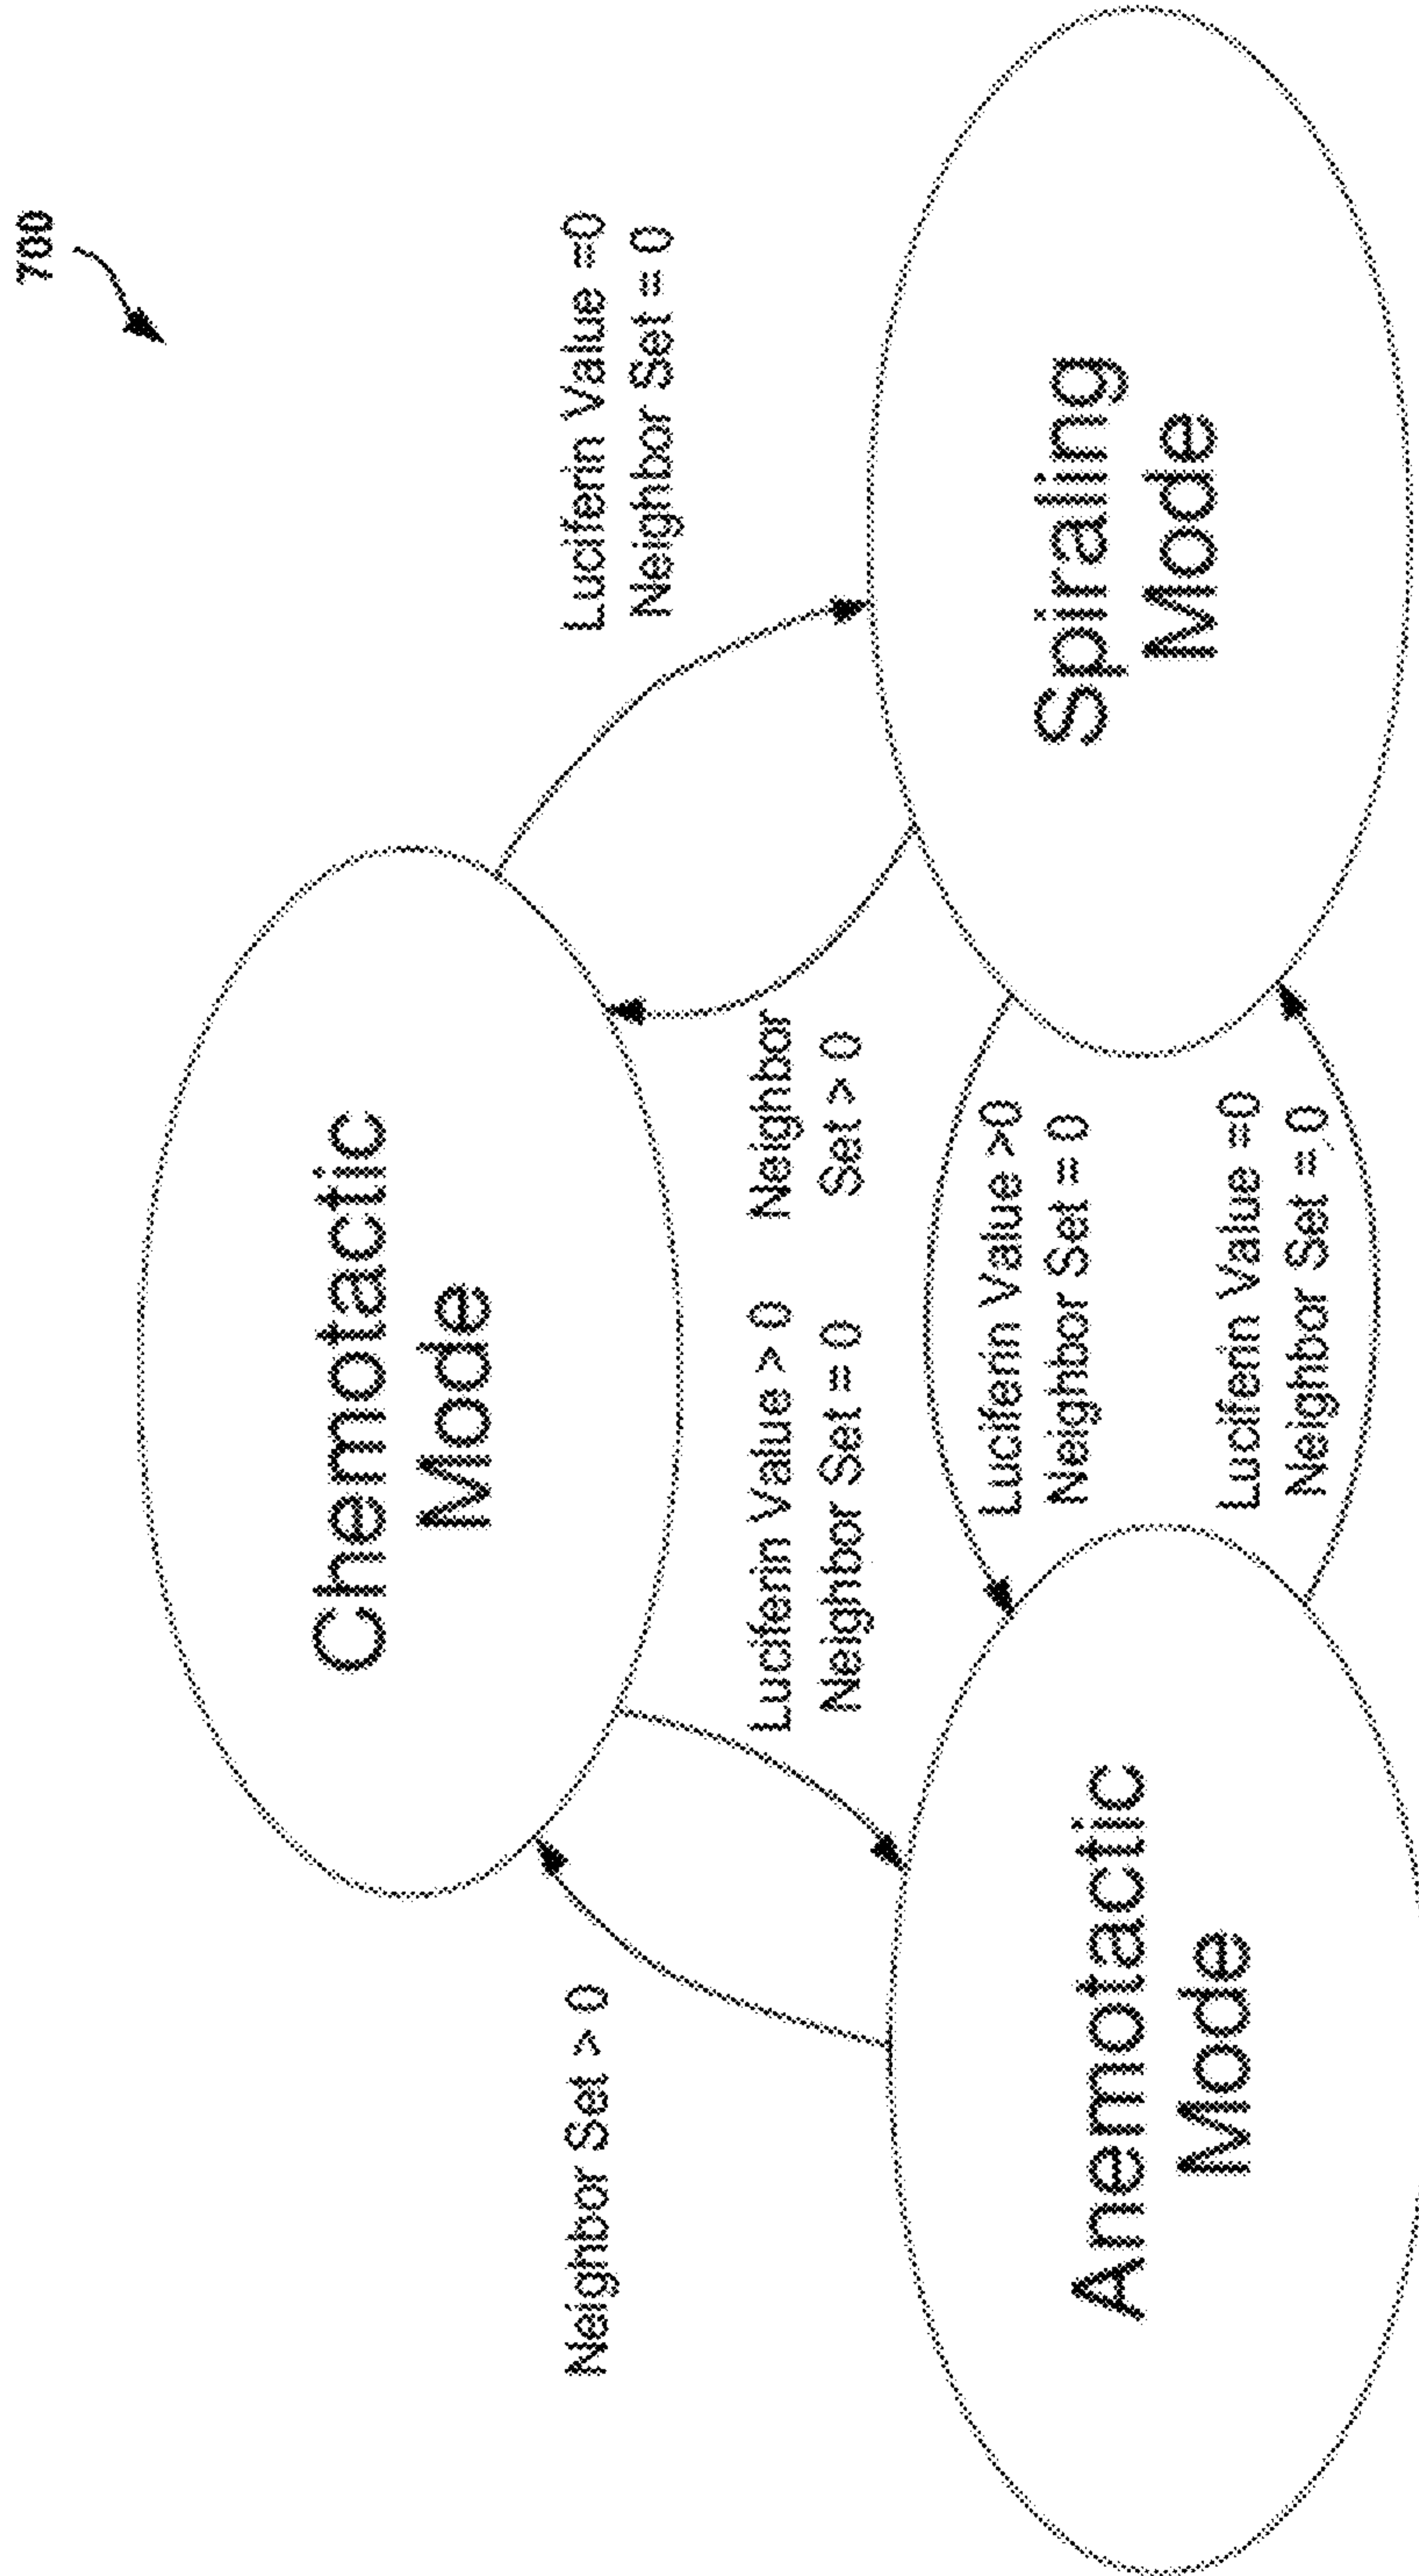 700
Chemotactic
Mode
Luciferin Value =0
Neighbor Set = 0
Neighbor Set > 0
Luciferin Value > 0
Neighbor Set = 0
Neighbor
Set > 0
Luciferin Value >0
Neighbor Set = 0
Luciferin Value =0
Neighbor Set = 0
Anemotactic
Mode
Spiralling
Mode